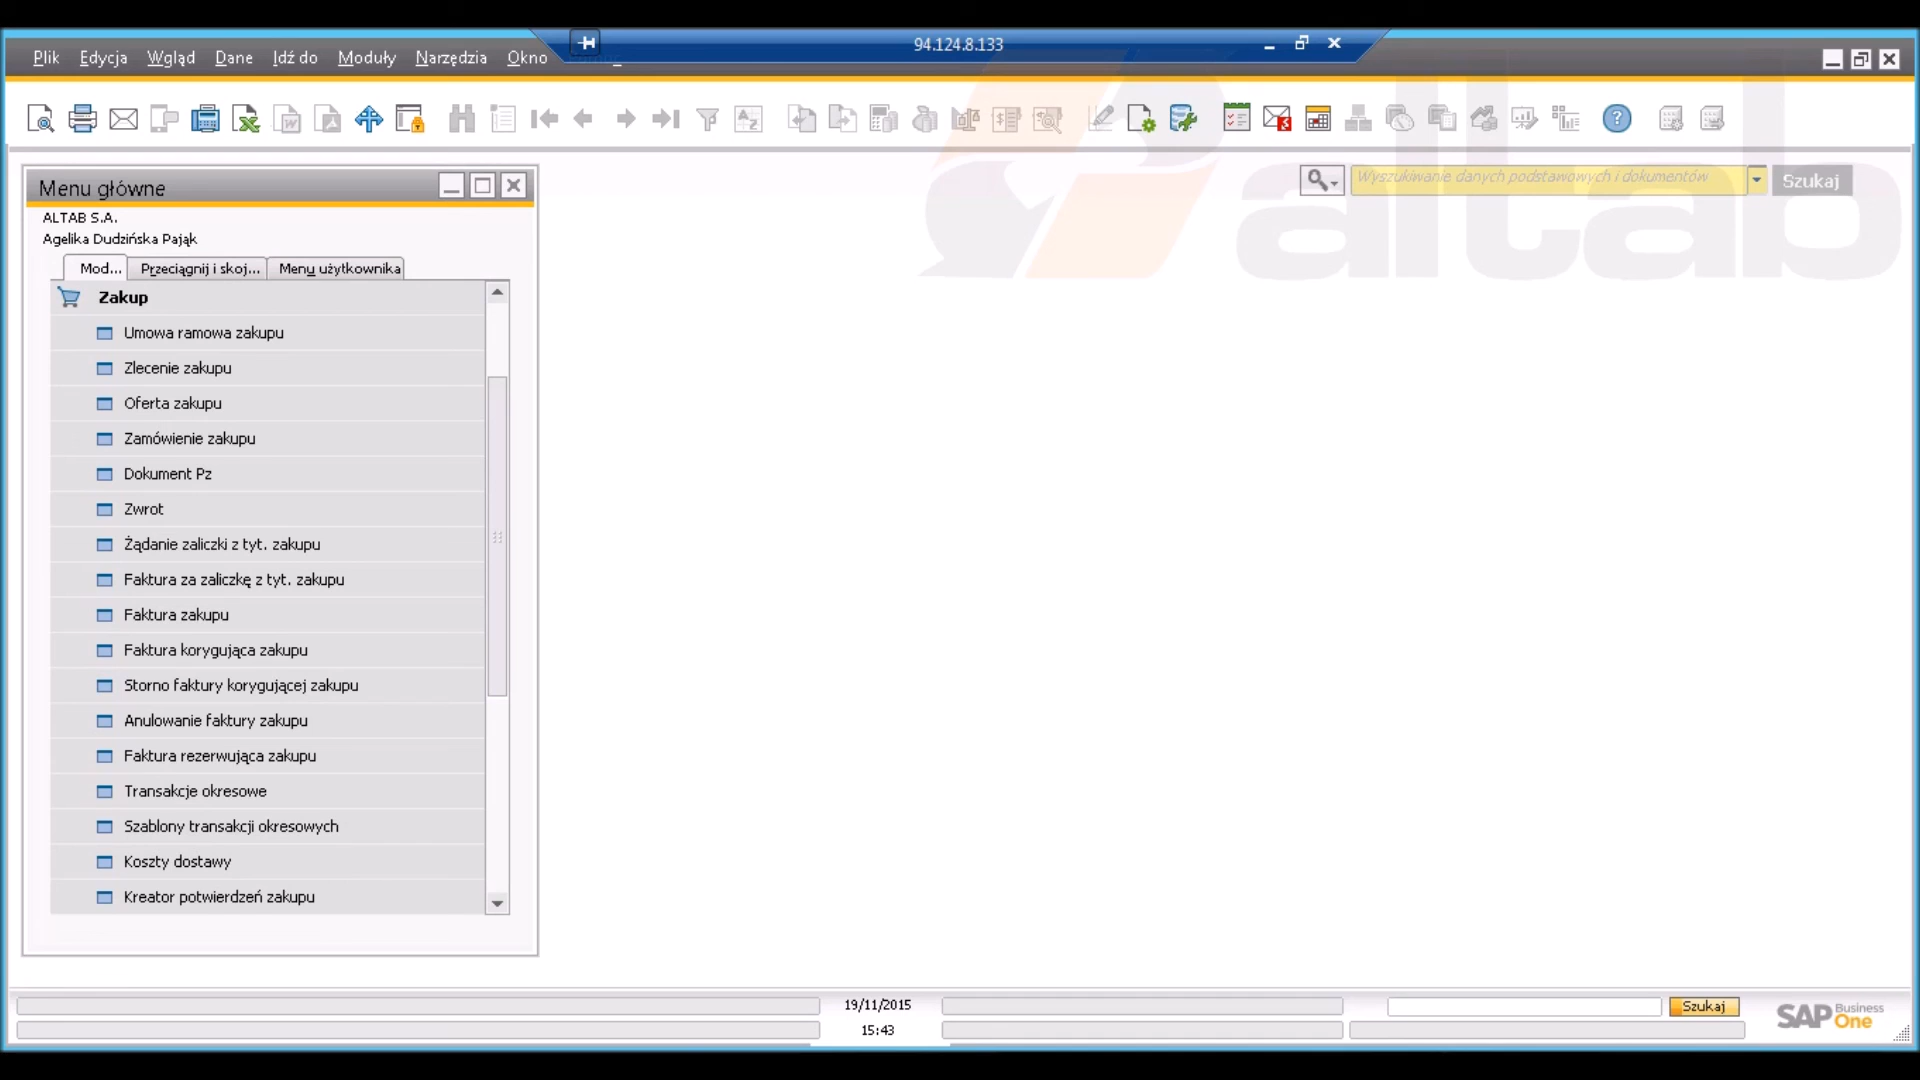 94.124.8.133
Plik Edycja Wgląd Dane Idź do Moduły Narzędzia Okno
altab
Menu główne
Wyszukiwanie danych podstawowych i dokumentów
Szukaj
ALTAB S.A.
Agelika Dudzińska Pająk
Mod... Przeciągnij i skoj... Menu użytkownika
Zakup
Umowa ramowa zakupu
Zlecenie zakupu
Oferta zakupu
Zamówienie zakupu
Dokument Pz
Zwrot
Żądanie zaliczki z tyt. zakupu
Faktura za zaliczkę z tyt. zakupu
Faktura zakupu
Faktura korygująca zakupu
Storno faktury korygującej zakupu
Anulowanie faktury zakupu
Faktura rezerwująca zakupu
Transakcje okresowe
Szablony transakcji okresowych
Koszty dostawy
Kreator potwierdzeń zakupu
19/11/2015
15:43
Szukaj
SAP Business One